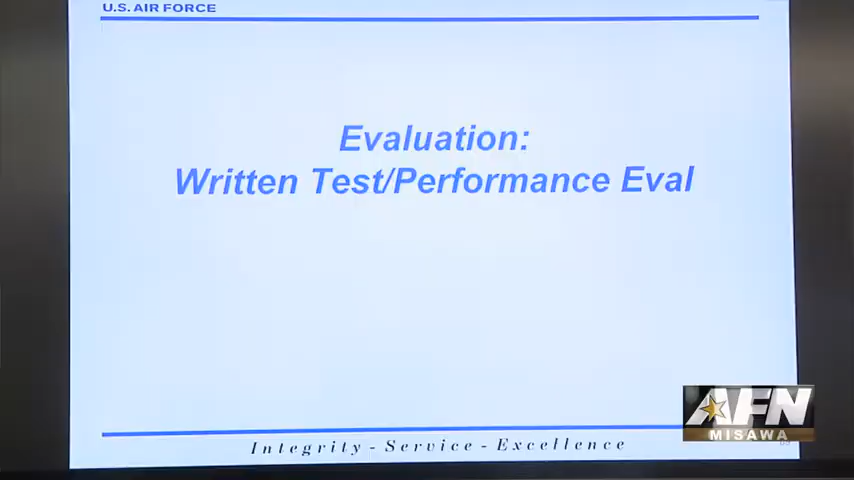 U.S. AIR FORCE
Evaluation:
Written Test/Performance Eval
Integrity - Service - Excellence
AFN
MISAWA